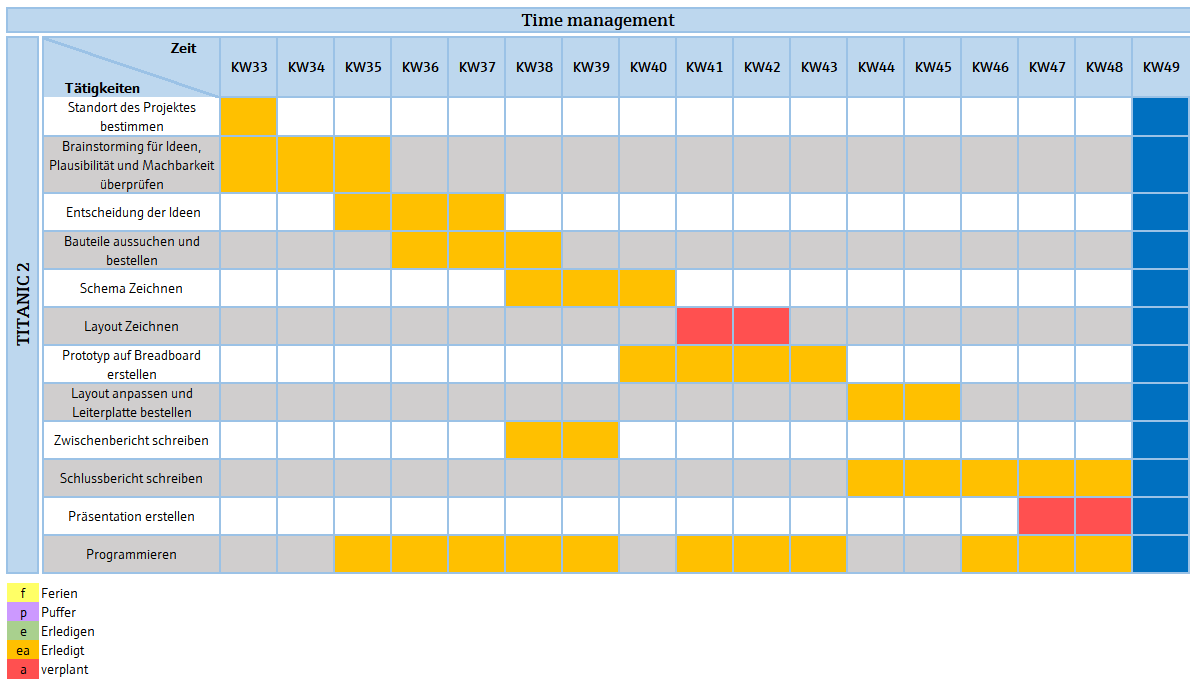 Time management
TITANIC 2
Zeit
Tätigkeiten
KW33 KW34 KW35 KW36 KW37 KW38 KW39 KW40 KW41 KW42 KW43 KW44 KW45 KW46 KW47 KW48 KW49
Standort des Projektes
bestimmen
Brainstorming für Ideen,
Plausibilität und Machbarkeit
überprüfen
Entscheidung der Ideen
Bauteile aussuchen und
bestellen
Schema Zeichnen
Layout Zeichnen
Prototyp auf Breadboard
erstellen
Layout anpassen und
Leiterplatte bestellen
Zwischenbericht schreiben
Schlussbericht schreiben
Präsentation erstellen
Programmieren
f Ferien
p Puffer
e Erledigen
ea Erledigt
a verplant